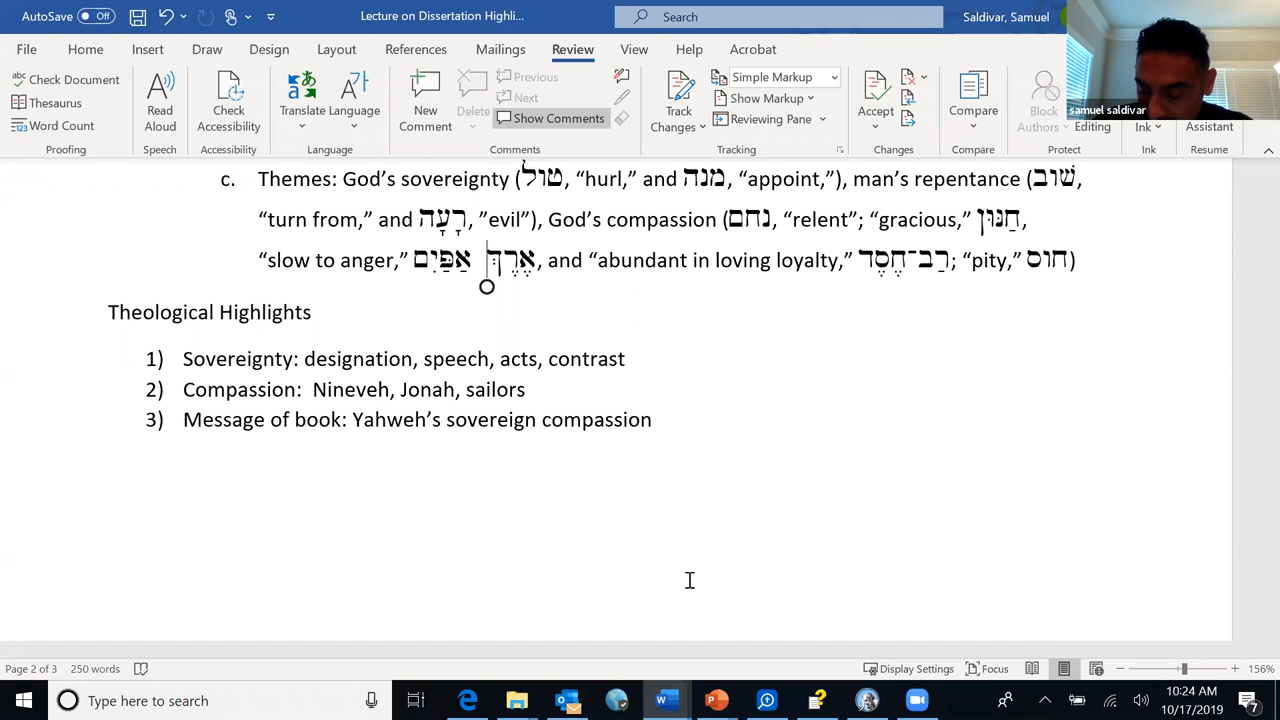 AutoSave Off Lecture on Dissertation Highli... Search Saldivar, Samuel
File Home Insert Draw Design Layout References Mailings Review View Help Acrobat
samuel saldivar
abc Check Document
Thesaurus
123 Word Count
Proofing
Read Aloud
Speech
Check Accessibility
Accessibility
Translate Language
Language
New Comment
Delete
Previous
Next
Show Comments
Comments
Track Changes
Simple Markup
Show Markup
Reviewing Pane
Tracking
Accept
Changes
Compare
Compare
Block Authors
Editing
Protect
Ink
Ink
Assistant
Resume
c. Themes: God’s sovereignty (טול, “hurl,” and מנה, “appoint,”), man’s repentance (שׁוב,
“turn from,” and רָעָה, ”evil”), God’s compassion (נחם, “relent”; “gracious,” חַנּוּן,
“slow to anger,” אֶרֶךְ אַפַּיִם, and “abundant in loving loyalty,” רַב־חֶסֶד; “pity,” חוס)
Theological Highlights
1) Sovereignty: designation, speech, acts, contrast
2) Compassion: Nineveh, Jonah, sailors
3) Message of book: Yahweh’s sovereign compassion
Page 2 of 3 250 words Display Settings Focus 156%
Type here to search
10:24 AM
10/17/2019
7